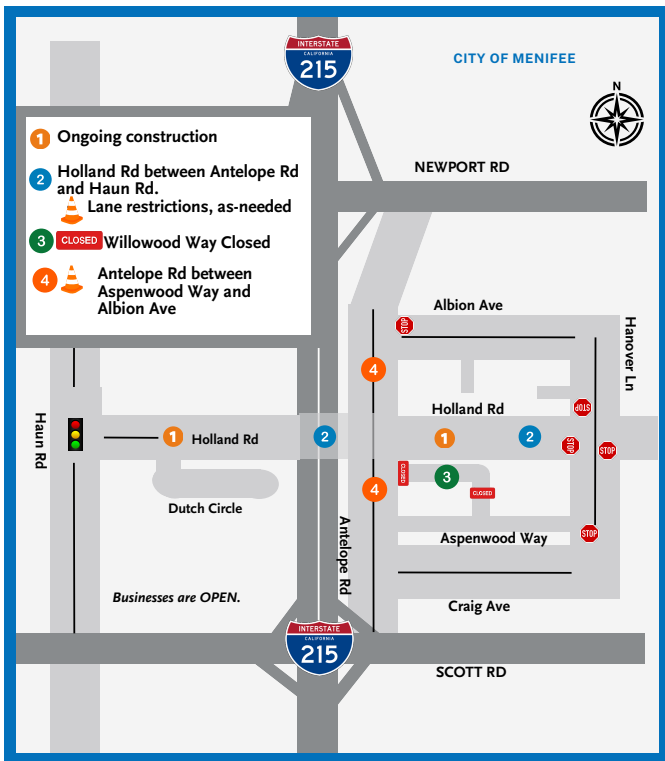 INTERSTATE
CALIFORNIA
215
CITY OF MENIFEE
N
1 Ongoing construction
2 Holland Rd between Antelope Rd
and Haun Rd.
Lane restrictions, as-needed
3 CLOSED Willowood Way Closed
4 Antelope Rd between
Aspenwood Way and
Albion Ave
NEWPORT RD
Albion Ave
STOP
Hanover Ln
4
Holland Rd
STOP
Haun Rd
1
Holland Rd
2
1
2
STOP
STOP
CLOSED
3
CLOSED
4
Dutch Circle
Antelope Rd
Aspenwood Way
STOP
Businesses are OPEN.
Craig Ave
INTERSTATE
CALIFORNIA
215
SCOTT RD